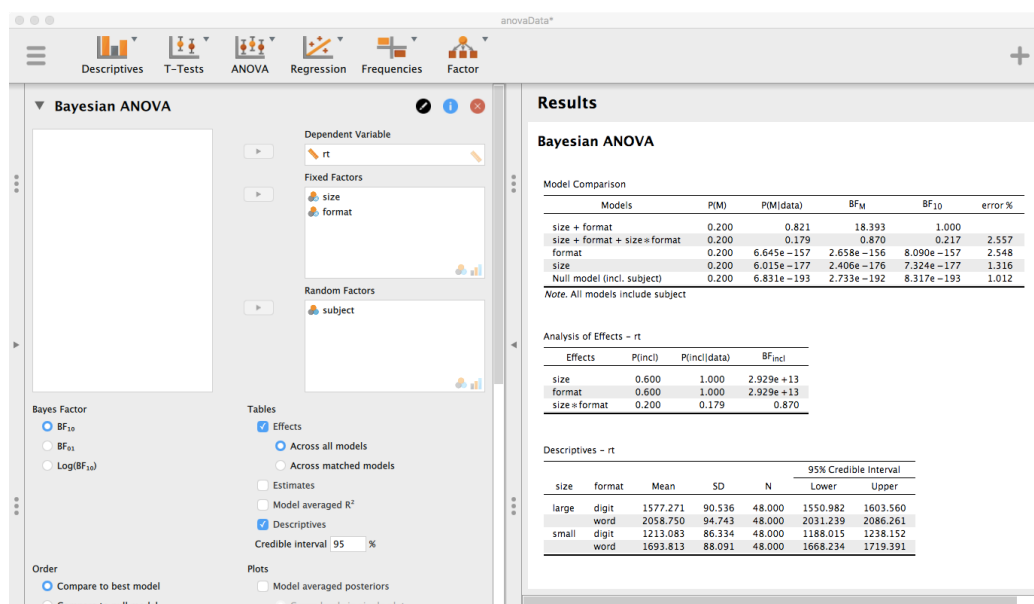 anovaData*
Descriptives T-Tests ANOVA Regression Frequencies Factor
Bayesian ANOVA
Dependent Variable
rt
Fixed Factors
size
format
Random Factors
subject
Bayes Factor
BF₁₀
BF₀₁
Log(BF₁₀)
Tables
Effects
Across all models
Across matched models
Estimates
Model averaged R²
Descriptives
Credible interval 95 %
Order
Compare to best model
Plots
Model averaged posteriors
Results
Bayesian ANOVA
Model Comparison
Models P(M) P(M|data) BF_M BF₁₀ error %
size + format 0.200 0.821 18.393 1.000
size + format + size∗format 0.200 0.179 0.870 0.217 2.557
format 0.200 6.645e −157 2.658e −156 8.090e −157 2.548
size 0.200 6.015e −177 2.406e −176 7.324e −177 1.316
Null model (incl. subject) 0.200 6.831e −193 2.733e −192 8.317e −193 1.012
Note. All models include subject
Analysis of Effects – rt
Effects P(incl) P(incl|data) BF_incl
size 0.600 1.000 2.929e +13
format 0.600 1.000 2.929e +13
size∗format 0.200 0.179 0.870
Descriptives – rt
95% Credible Interval
size format Mean SD N Lower Upper
large digit 1577.271 90.536 48.000 1550.982 1603.560
word 2058.750 94.743 48.000 2031.239 2086.261
small digit 1213.083 86.334 48.000 1188.015 1238.152
word 1693.813 88.091 48.000 1668.234 1719.391